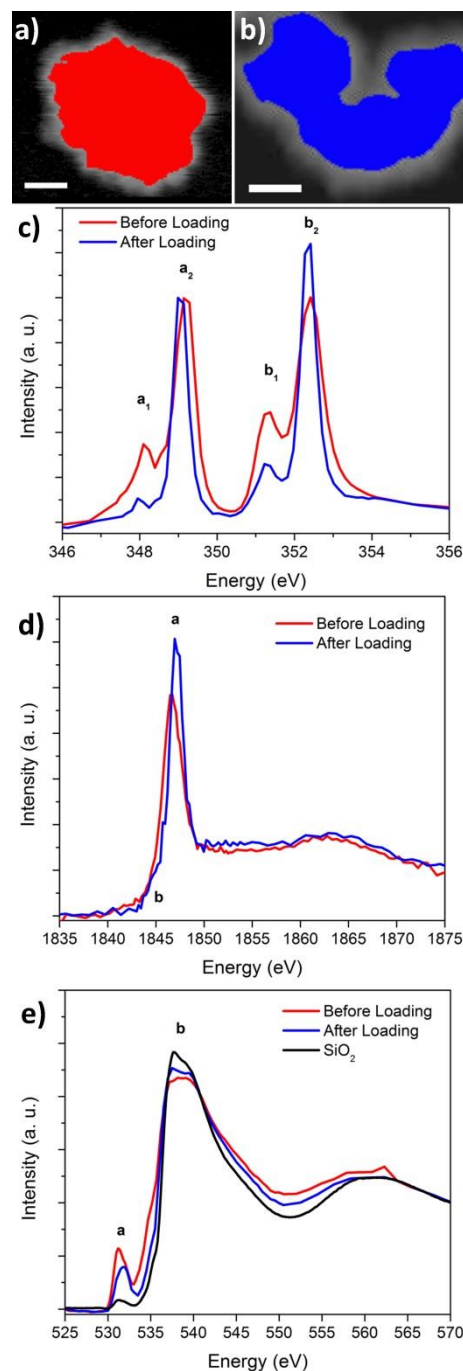 a)
b)
c)
Before Loading
After Loading
a2
b2
a1
b1
Intensity (a. u.)
346 348 350 352 354 356
Energy (eV)
d)
a
Before Loading
After Loading
b
Intensity (a. u.)
1835 1840 1845 1850 1855 1860 1865 1870 1875
Energy (eV)
e)
b
Before Loading
After Loading
SiO2
a
Intensity (a. u.)
525 530 535 540 545 550 555 560 565 570
Energy (eV)